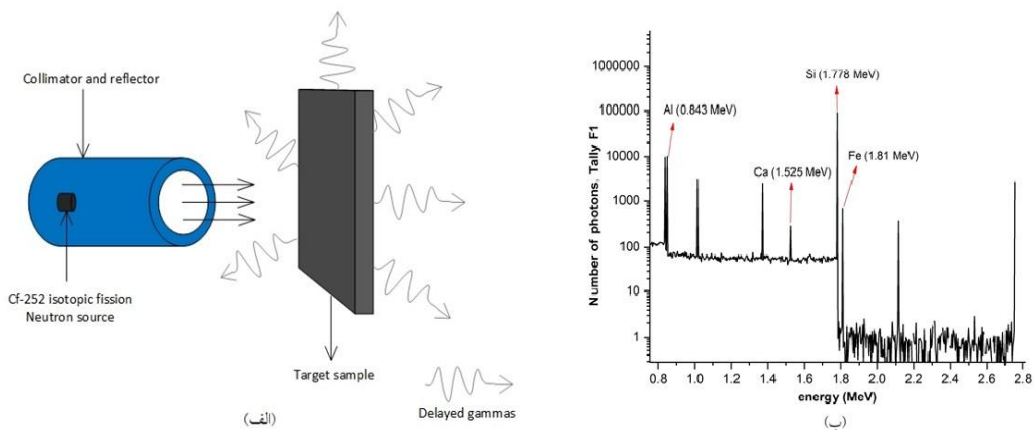 Collimator and reflector
Cf-252 isotopic fission
Neutron source
Target sample
Delayed gammas
(الف)
Number of photons, Tally F1
1000000
100000
10000
1000
100
10
1
Al (0.843 MeV)
Ca (1.525 MeV)
Si (1.778 MeV)
Fe (1.81 MeV)
0.8 1.0 1.2 1.4 1.6 1.8 2.0 2.2 2.4 2.6 2.8
energy (MeV)
(ب)